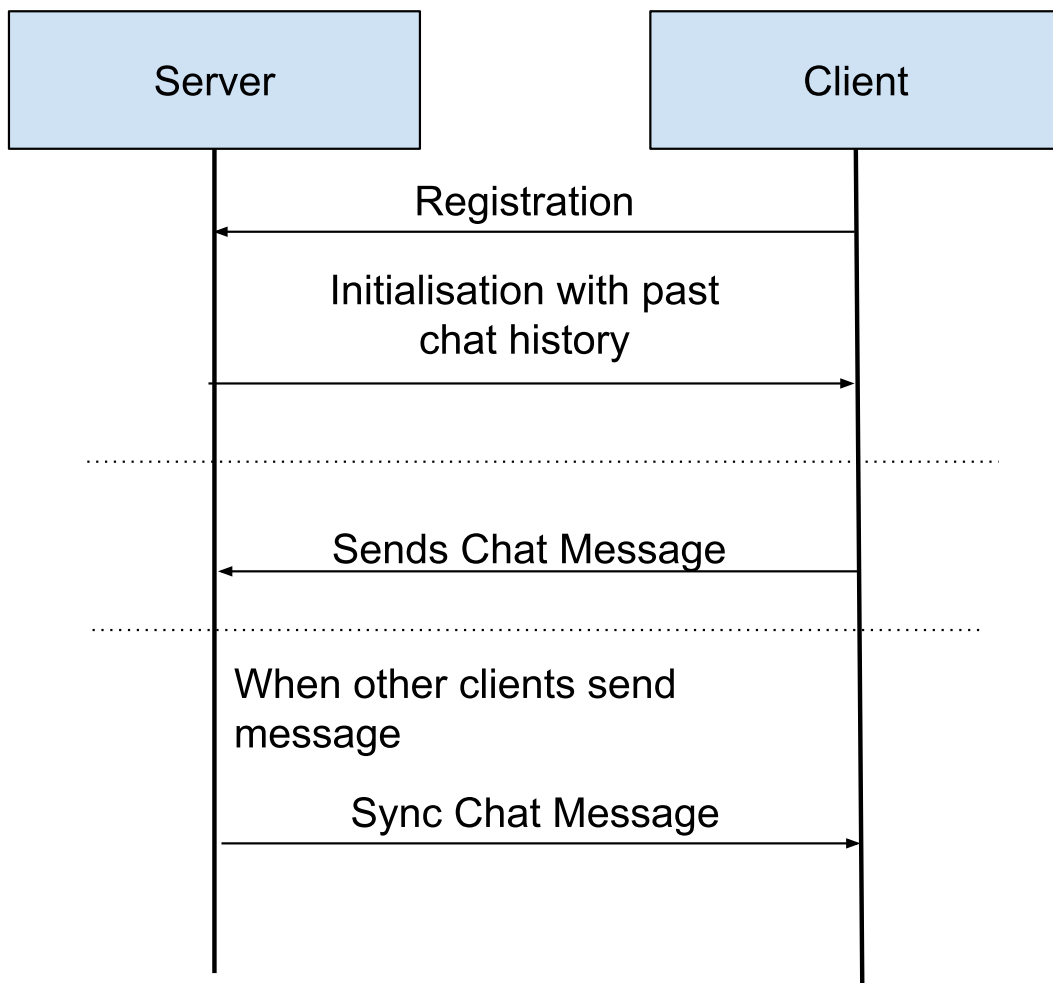 Server
Client
Registration
Initialisation with past
chat history
Sends Chat Message
When other clients send
message
Sync Chat Message